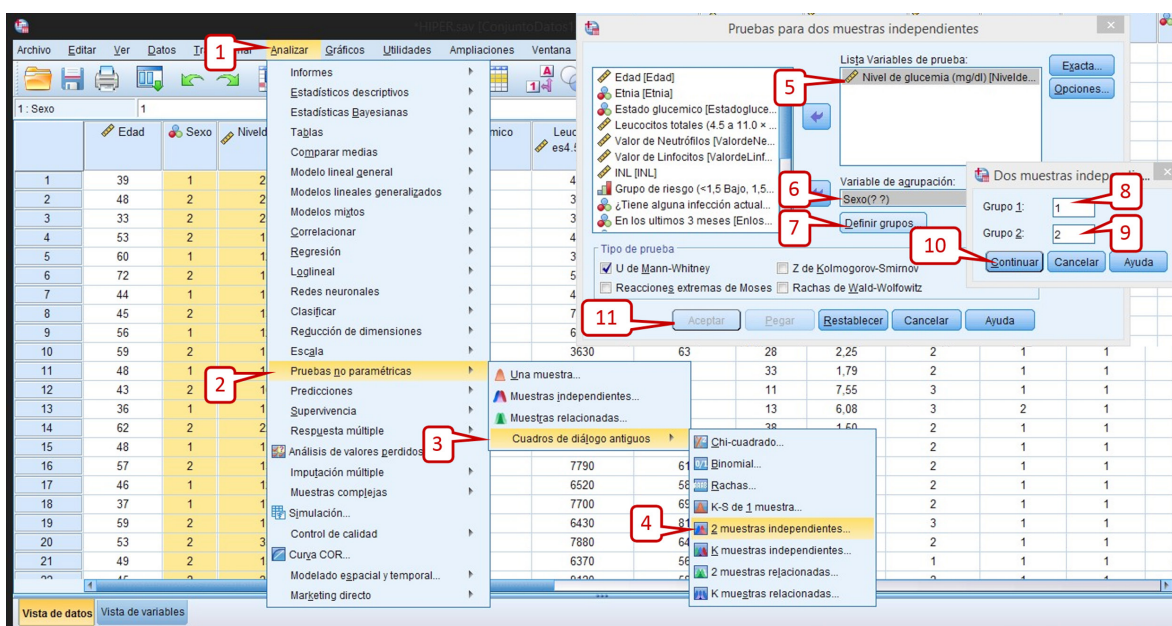 *HIPER.sav [ConjuntoDatos1
Archivo Editar Ver Datos Analizar Gráficos Utilidades Ampliaciones Ventana
1
1 : Sexo 1
Edad Sexo
1 39 1
2 48 2
3 33 2
4 53 2
5 60 1
6 72 2
7 44 1
8 45 2
9 56 1
10 59 2
11 48 1
12 43 2
13 36 1
14 62 2
15 48 1
16 57 2
17 46 1
18 37 1
19 59 2
20 53 2
21 49 2
Informes
Estadísticos descriptivos
Estadísticas Bayesianas
Tablas
Comparar medias
Modelo lineal general
Modelos lineales generalizados
Modelos mixtos
Correlacionar
Regresión
Loglineal
Redes neuronales
Clasificar
Reducción de dimensiones
Escala
2
Pruebas no paramétricas
Predicciones
Supervivencia
Respuesta múltiple
Análisis de valores perdidos
Imputación múltiple
Muestras complejas
Simulación...
Control de calidad
Curva COR...
Modelado espacial y temporal...
Marketing directo
Una muestra...
Muestras independientes...
Muestras relacionadas...
3
Cuadros de diálogo antiguos
Chi-cuadrado...
Binomial...
Rachas...
K-S de 1 muestra...
4
2 muestras independientes...
K muestras independientes...
2 muestras relacionadas...
K muestras relacionadas...
3630 63 28 2,25 2 1 1
33 1,79 2 1 1
11 7,55 3 1 1
13 6,08 3 2 1
38 1,60 2 1 1
2 1 1
7790 2 1 1
6520 2 1 1
7700 2 1 1
6430 3 1 1
7880 2 1 1
6370 1 1 1
Pruebas para dos muestras independientes
Edad [Edad]
Etnia [Etnia]
Estado glucemico [Estadogluce...
Leucocitos totales (4.5 a 11.0 × ...
Valor de Neutrófilos [ValordeNe...
Valor de Linfocitos [ValordeLinf...
INL [INL]
Grupo de riesgo (<1,5 Bajo, 1,5...
¿Tiene alguna infección actual...
En los ultimos 3 meses [Enlos...
Lista Variables de prueba:
5
Nivel de glucemia (mg/dl) [Nivelde...
Exacta...
Opciones...
6
Variable de agrupación:
Sexo(? ?)
7
Definir grupos...
Tipo de prueba
U de Mann-Whitney Z de Kolmogorov-Smirnov
Reacciones extremas de Moses Rachas de Wald-Wolfowitz
11
Aceptar Pegar Restablecer Cancelar Ayuda
Dos muestras indepen
8
Grupo 1: 1
9
Grupo 2: 2
10
Continuar Cancelar Ayuda
Vista de datos Vista de variables